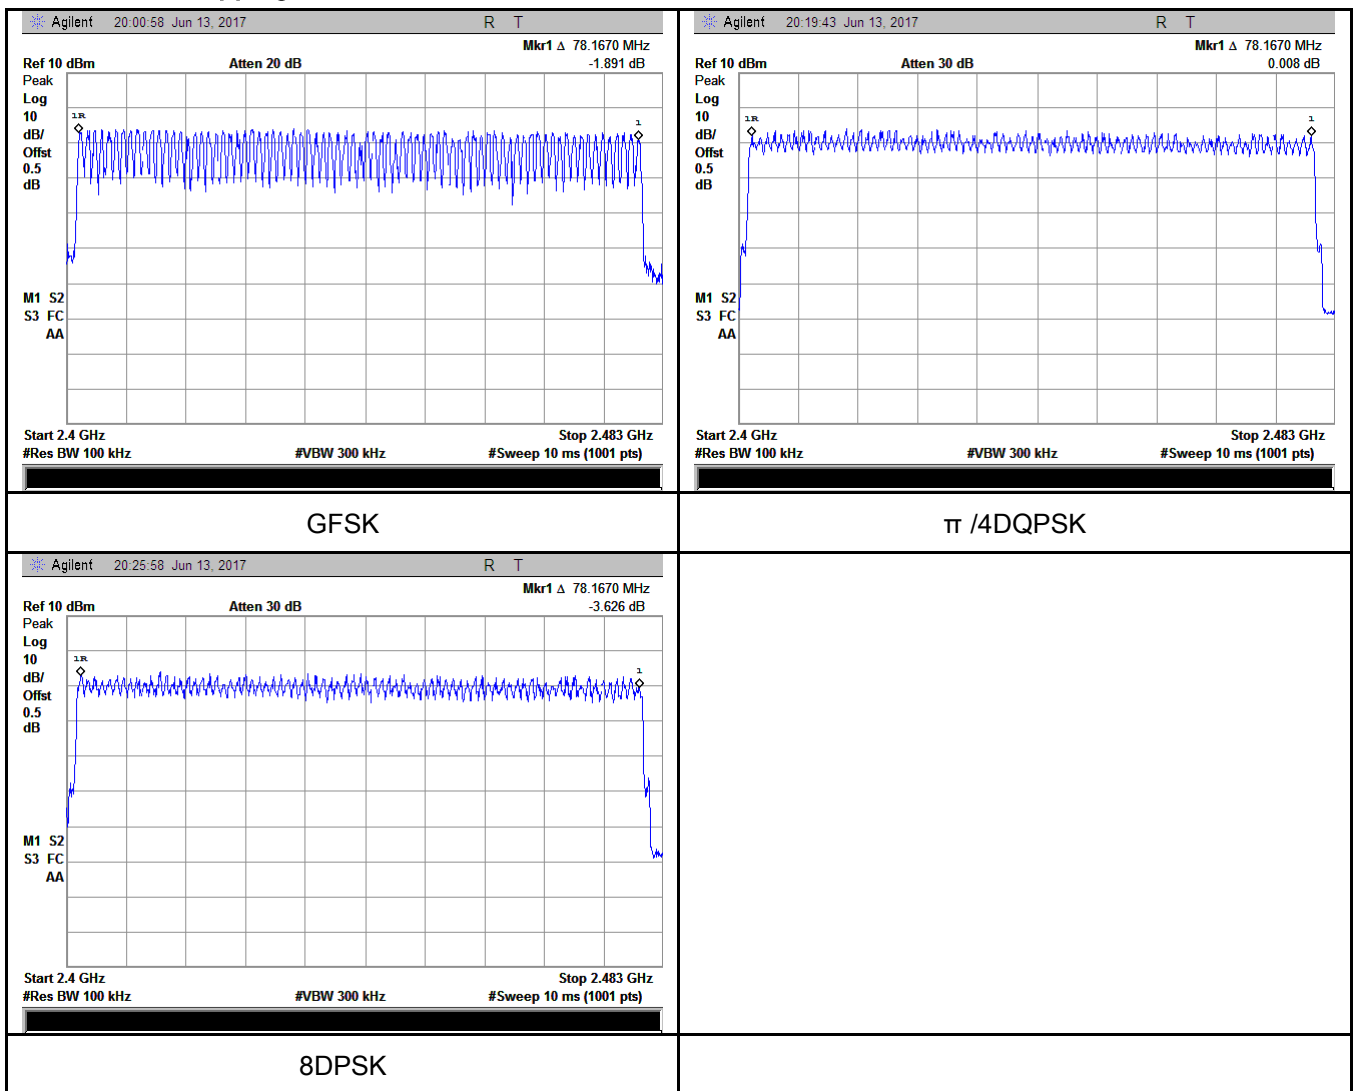 Agilent 20:00:58 Jun 13, 2017 R T
Mkr1 Δ 78.1670 MHz
Ref 10 dBm Atten 20 dB -1.891 dB
Peak
Log
10
dB/
Offst
0.5
dB
1R
1
M1 S2
S3 FC
AA
Start 2.4 GHz Stop 2.483 GHz
#Res BW 100 kHz #VBW 300 kHz #Sweep 10 ms (1001 pts)
GFSK
Agilent 20:19:43 Jun 13, 2017 R T
Mkr1 Δ 78.1670 MHz
Ref 10 dBm Atten 30 dB 0.008 dB
Peak
Log
10
dB/
Offst
0.5
dB
1R
1
M1 S2
S3 FC
AA
Start 2.4 GHz Stop 2.483 GHz
#Res BW 100 kHz #VBW 300 kHz #Sweep 10 ms (1001 pts)
π /4DQPSK
Agilent 20:25:58 Jun 13, 2017 R T
Mkr1 Δ 78.1670 MHz
Ref 10 dBm Atten 30 dB -3.626 dB
Peak
Log
10
dB/
Offst
0.5
dB
1R
1
M1 S2
S3 FC
AA
Start 2.4 GHz Stop 2.483 GHz
#Res BW 100 kHz #VBW 300 kHz #Sweep 10 ms (1001 pts)
8DPSK